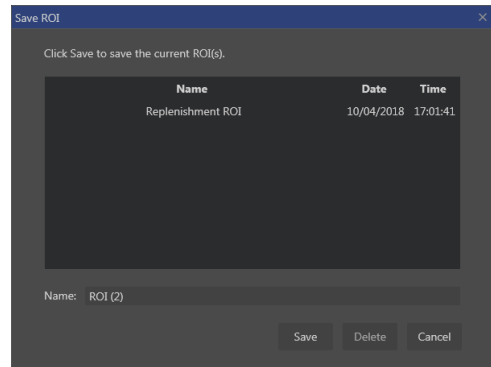 Save ROI
Click Save to save the current ROI(s).
Name Date Time
Replenishment ROI 10/04/2018 17:01:41
Name: ROI (2)
Save Delete Cancel